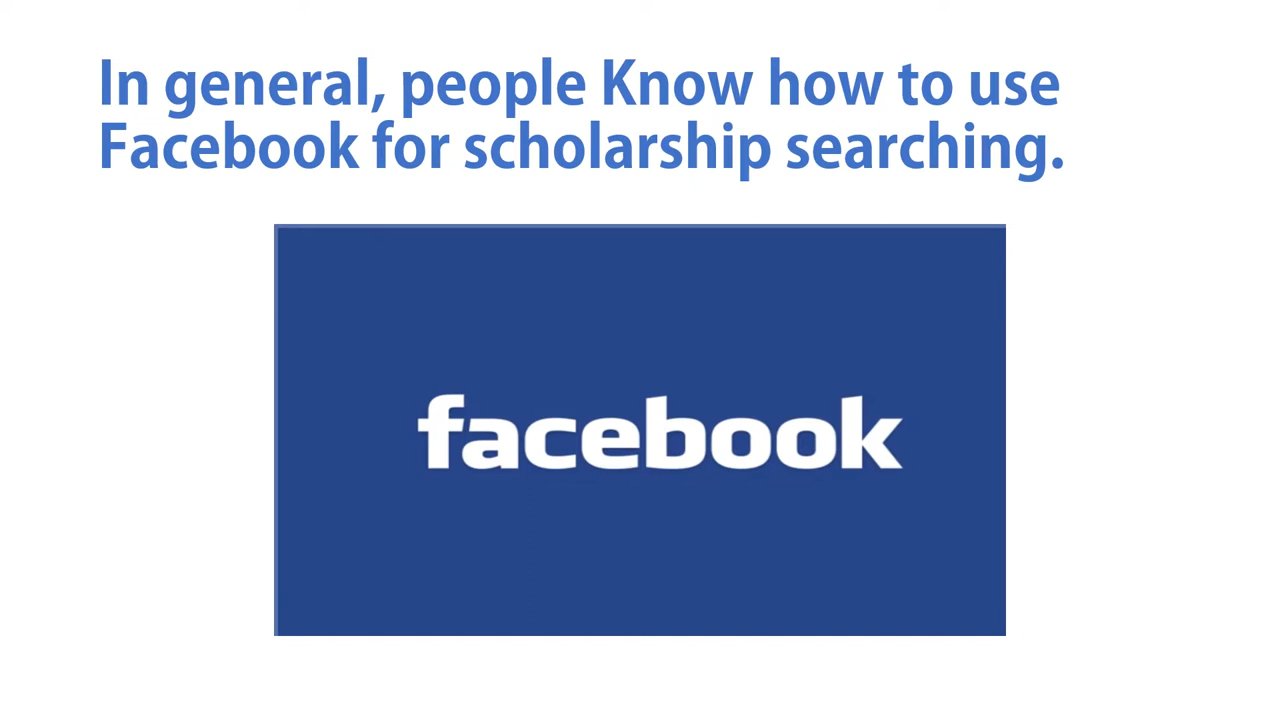 In general, people Know how to use
Facebook for scholarship searching.
facebook